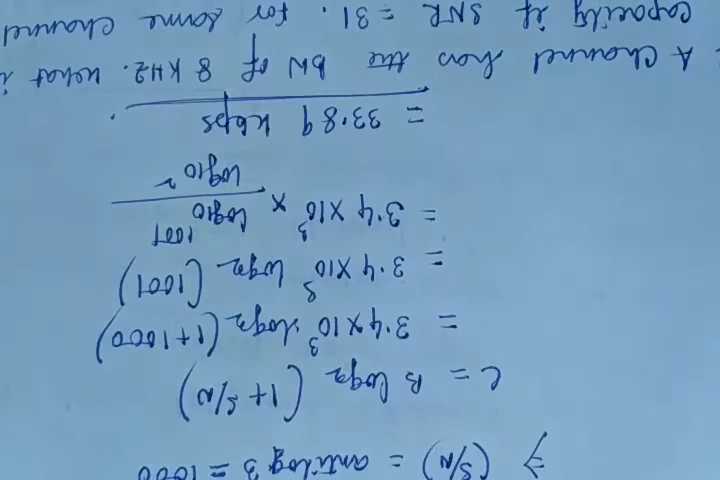 ⇒ (S/N) = antilog 3 = 1000
C = B log₂ (1 + S/N)
= 3.4 × 10³ log₂ (1 + 1000)
= 3.4 × 10³ log₂ (1001)
= 3.4 × 10³ × log₁₀ 1001 / log₁₀ 2
= 33.89 kbps
A channel has the BW of 8 KHz. What i
capacity if SNR = 31. for same channel